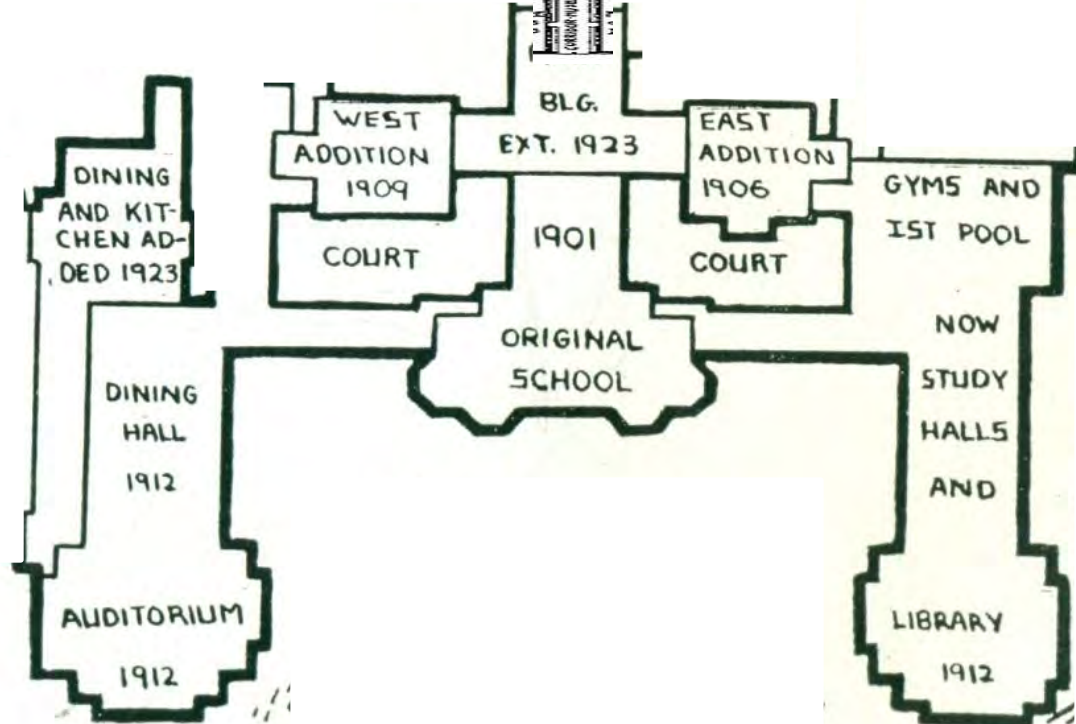 BLG.
EXT. 1923
WEST
ADDITION
1909
EAST
ADDITION
1906
DINING
AND KIT-
CHEN AD-
DED 1923
GYMS AND
1ST POOL
COURT
1901
COURT
ORIGINAL
SCHOOL
NOW
STUDY
HALLS
AND
DINING
HALL
1912
AUDITORIUM
1912
LIBRARY
1912